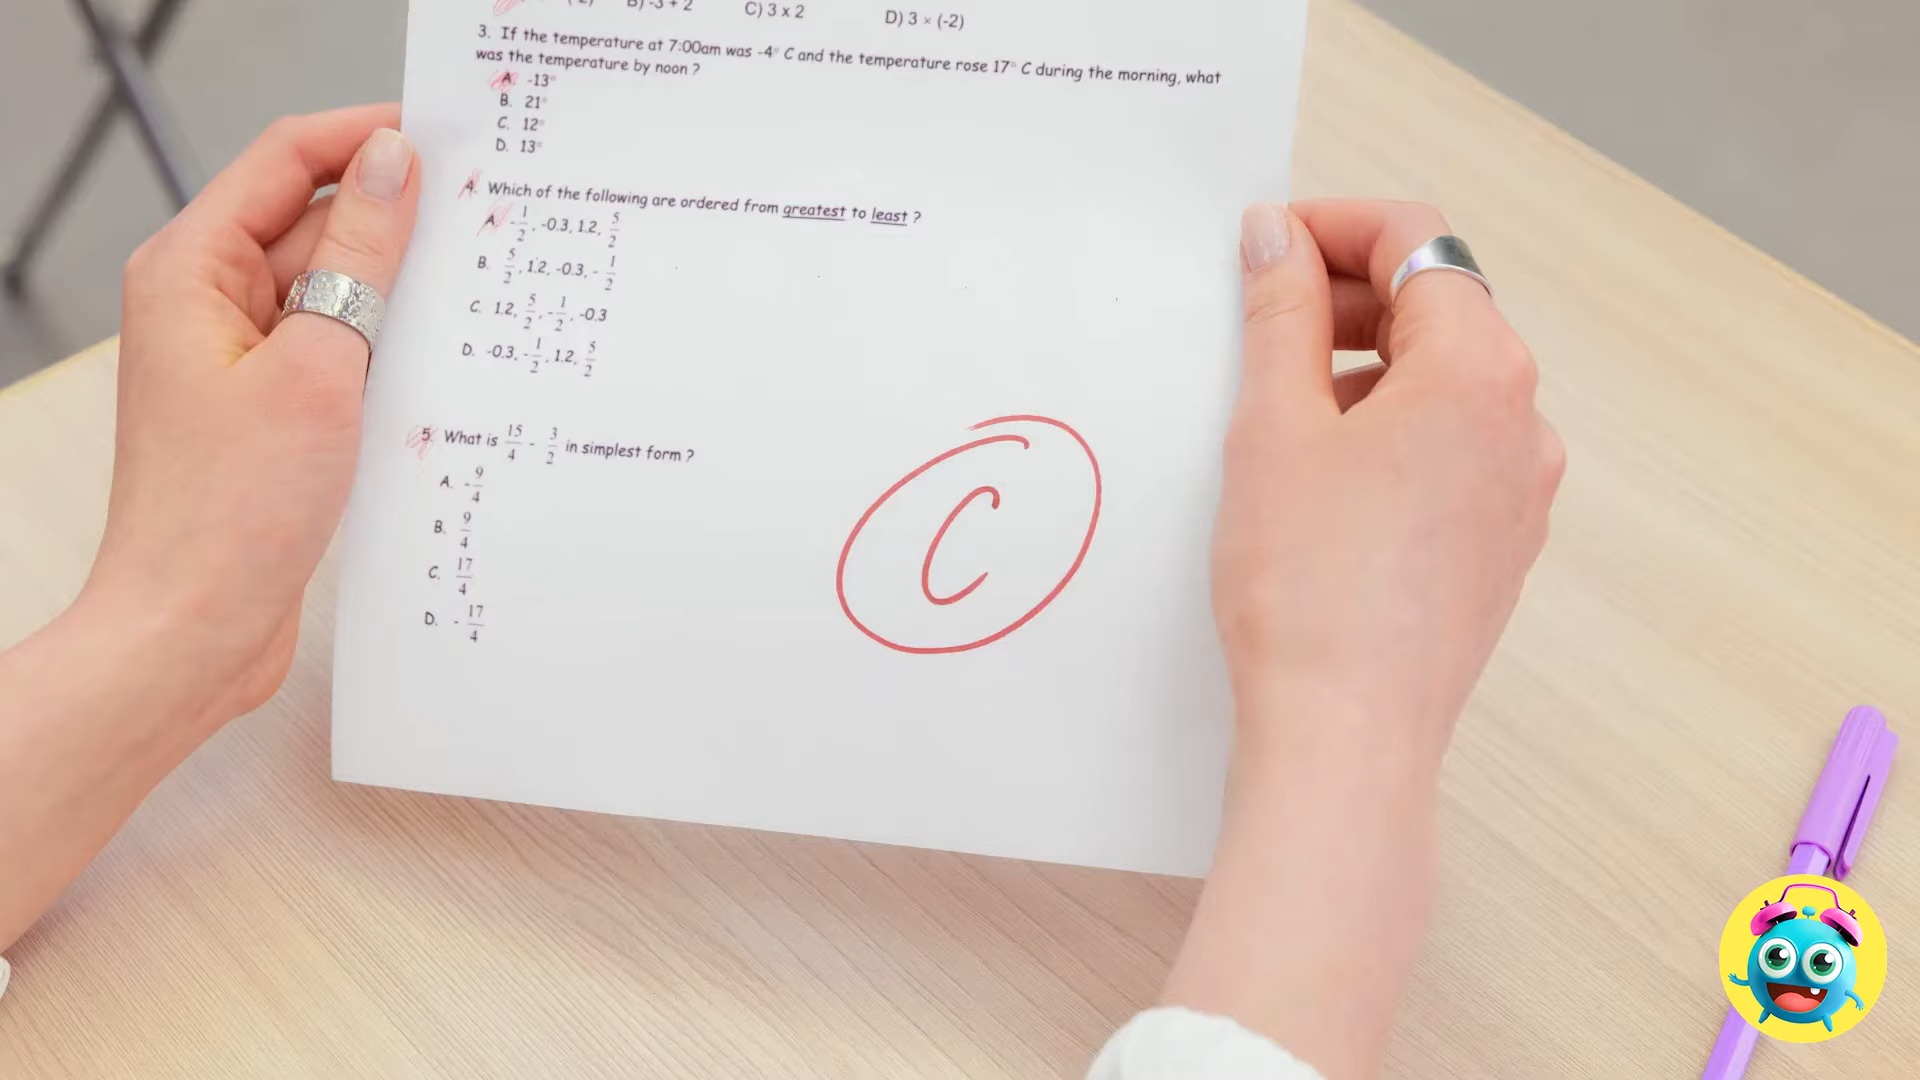 B) -3 + 2 C) 3 x 2 D) 3 × (-2)
3. If the temperature at 7:00am was -4° C and the temperature rose 17° C during the morning, what
was the temperature by noon ?
A. -13°
B. 21°
C. 12°
D. 13°
4. Which of the following are ordered from greatest to least ?
A. -1/2, -0.3, 1.2, 5/2
B. 5/2, 1.2, -0.3, -1/2
C. 1.2, 5/2, -1/2, -0.3
D. -0.3, -1/2, 1.2, 5/2
5. What is 15/4 - 3/2 in simplest form ?
A. -9/4
B. 9/4
C. 17/4
D. -17/4
C